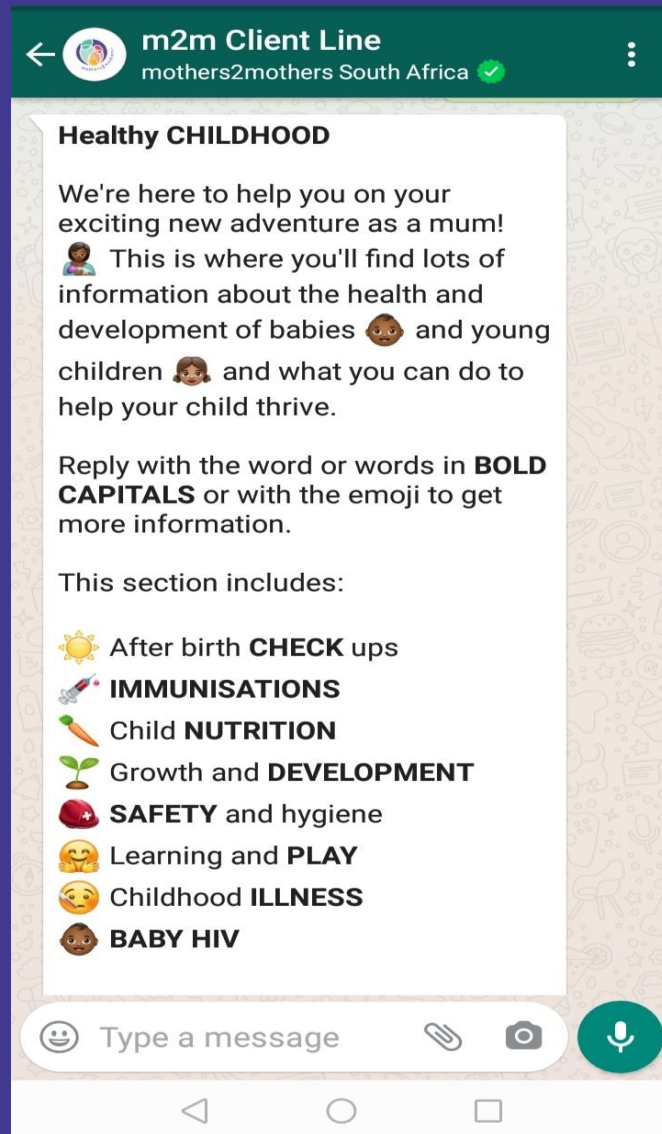 m2m Client Line
mothers2mothers South Africa
Healthy CHILDHOOD
We're here to help you on your
exciting new adventure as a mum!
🤱🏾 This is where you'll find lots of
information about the health and
development of babies 👶🏾 and young
children 👧🏾 and what you can do to
help your child thrive.
Reply with the word or words in BOLD
CAPITALS or with the emoji to get
more information.
This section includes:
☀️ After birth CHECK ups
💉 IMMUNISATIONS
🥕 Child NUTRITION
🌱 Growth and DEVELOPMENT
⛑️ SAFETY and hygiene
🤗 Learning and PLAY
🤒 Childhood ILLNESS
👶🏾 BABY HIV
Type a message